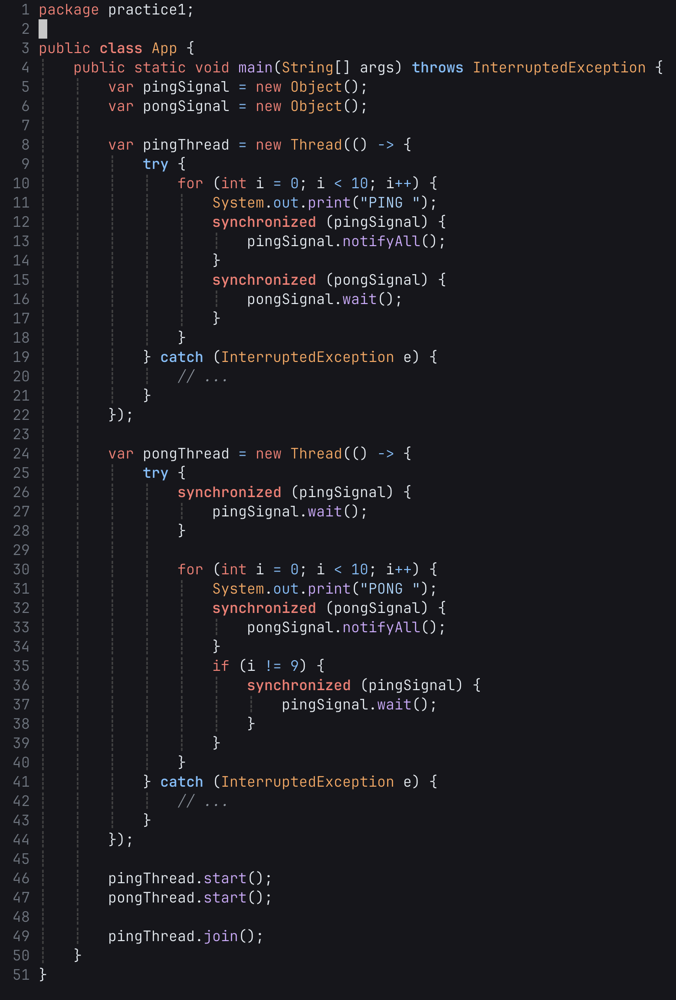 1 package practice1;
2
3 public class App {
4     public static void main(String[] args) throws InterruptedException {
5         var pingSignal = new Object();
6         var pongSignal = new Object();
7
8         var pingThread = new Thread(() -> {
9             try {
10                 for (int i = 0; i < 10; i++) {
11                     System.out.print("PING ");
12                     synchronized (pingSignal) {
13                         pingSignal.notifyAll();
14                     }
15                     synchronized (pongSignal) {
16                         pongSignal.wait();
17                     }
18                 }
19             } catch (InterruptedException e) {
20                 // ...
21             }
22         });
23
24         var pongThread = new Thread(() -> {
25             try {
26                 synchronized (pingSignal) {
27                     pingSignal.wait();
28                 }
29
30                 for (int i = 0; i < 10; i++) {
31                     System.out.print("PONG ");
32                     synchronized (pongSignal) {
33                         pongSignal.notifyAll();
34                     }
35                     if (i != 9) {
36                         synchronized (pingSignal) {
37                             pingSignal.wait();
38                         }
39                     }
40                 }
41             } catch (InterruptedException e) {
42                 // ...
43             }
44         });
45
46         pingThread.start();
47         pongThread.start();
48
49         pingThread.join();
50     }
51 }